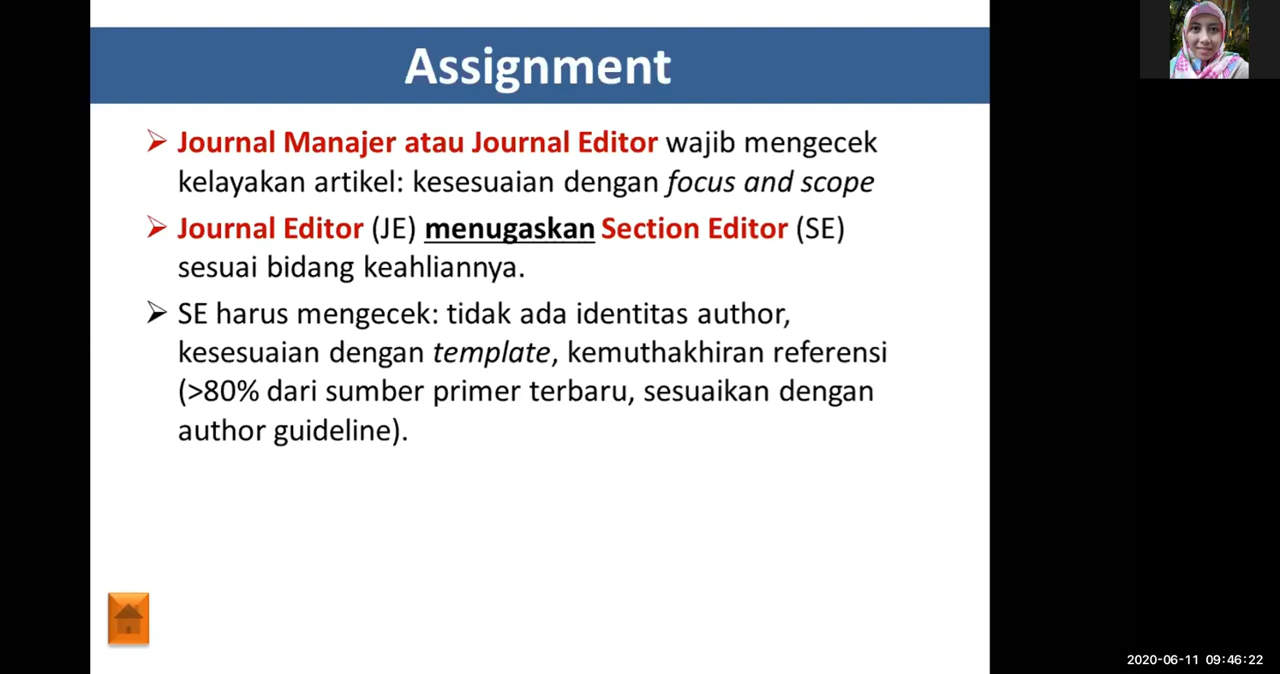 Assignment
Journal Manajer atau Journal Editor wajib mengecek
kelayakan artikel: kesesuaian dengan focus and scope
Journal Editor (JE) menugaskan Section Editor (SE)
sesuai bidang keahliannya.
SE harus mengecek: tidak ada identitas author,
kesesuaian dengan template, kemuthakhiran referensi
(>80% dari sumber primer terbaru, sesuaikan dengan
author guideline).
2020-06-11 09:46:22